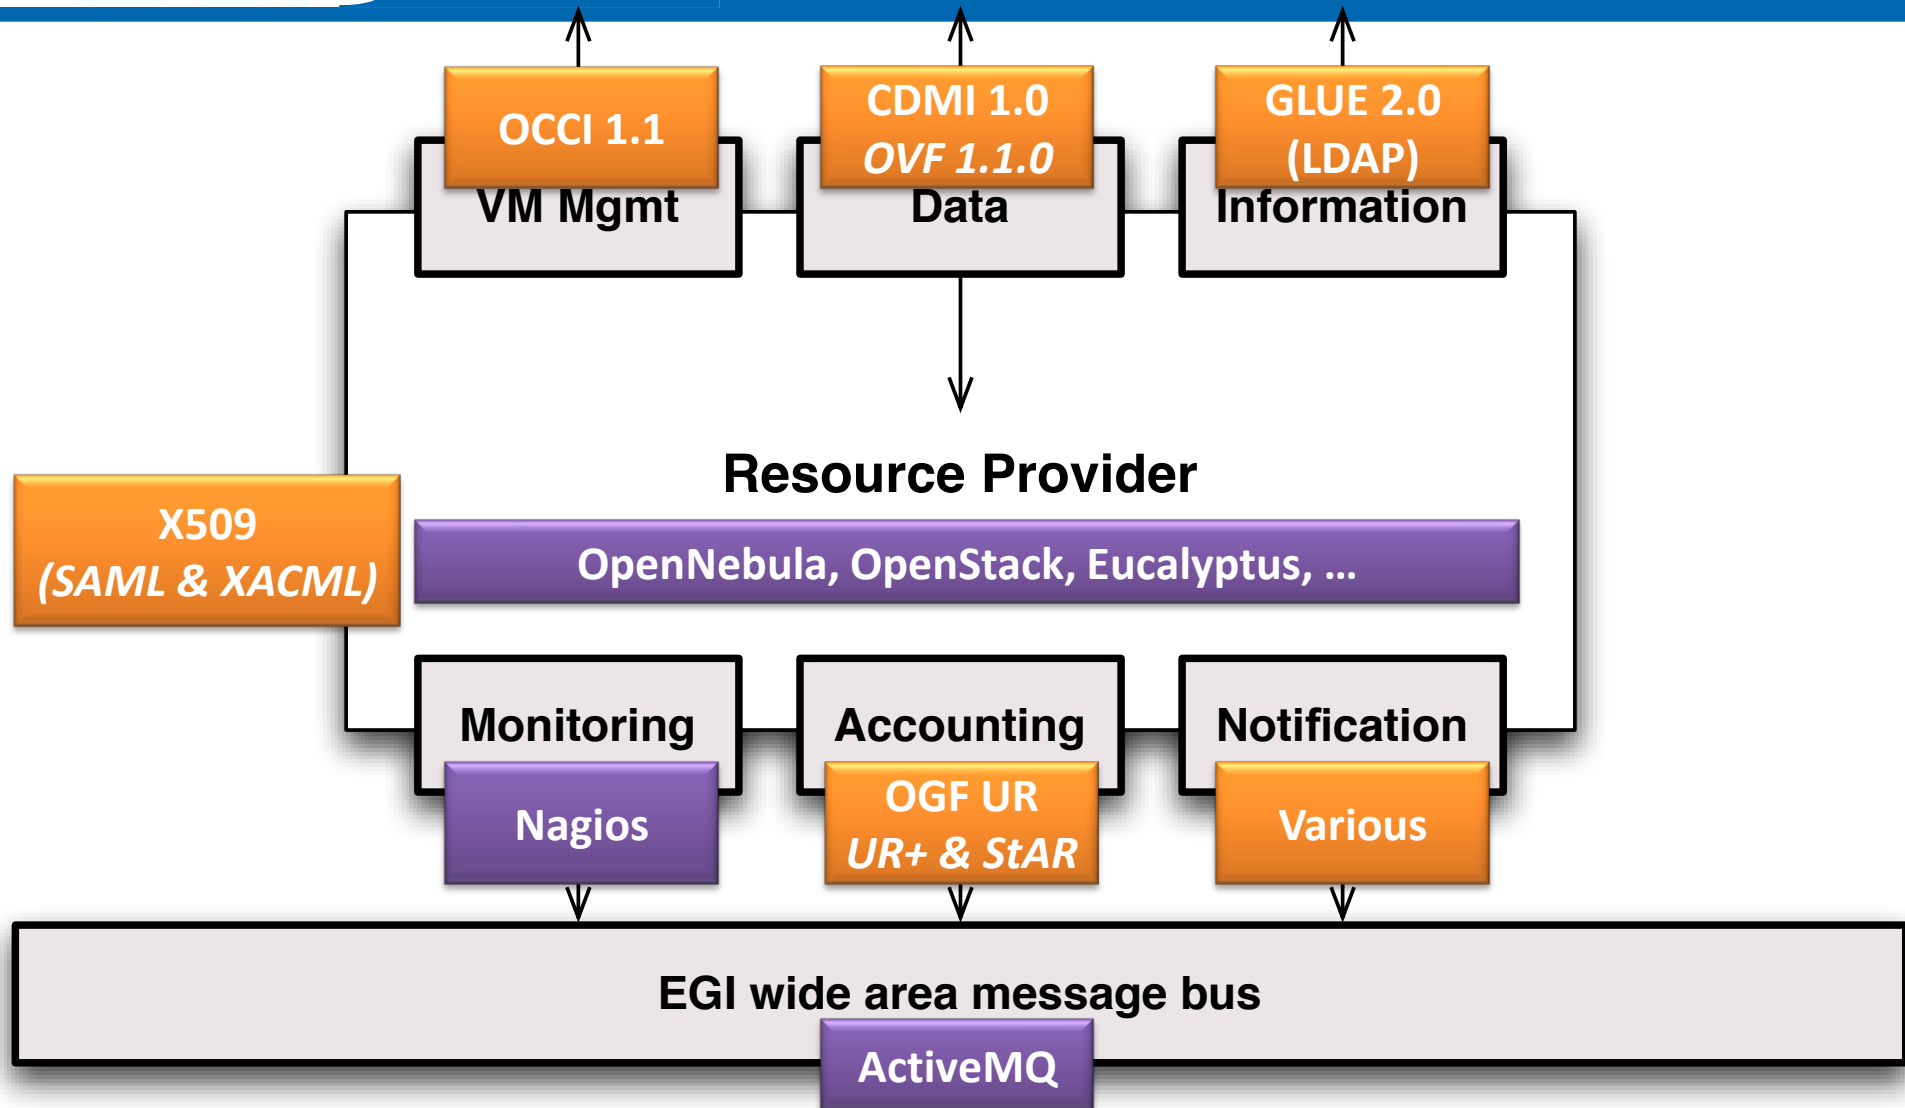 OCCI 1.1
CDMI 1.0
OVF 1.1.0
GLUE 2.0
(LDAP)
VM Mgmt
Data
Information
Resource Provider
X509
(SAML & XACML)
OpenNebula, OpenStack, Eucalyptus, ...
Monitoring
Accounting
Notification
Nagios
OGF UR
UR+ & StAR
Various
EGI wide area message bus
ActiveMQ